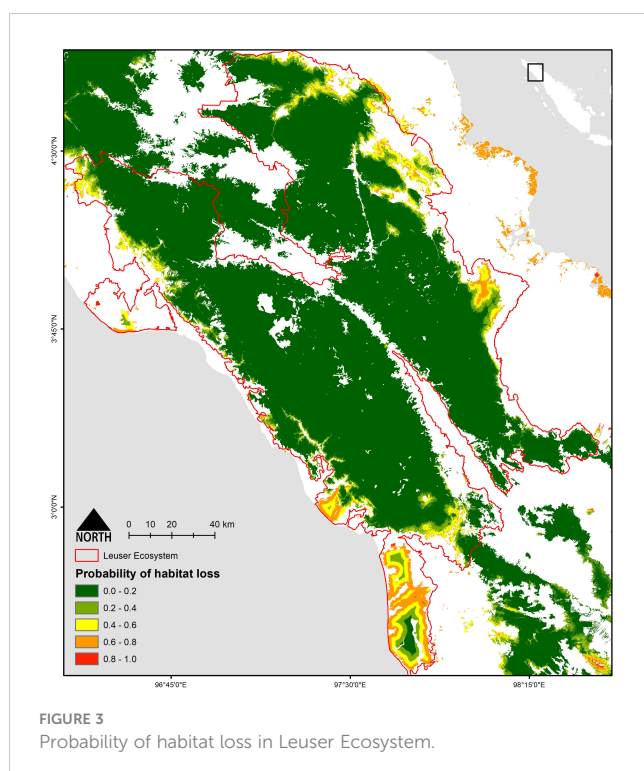 4°30'0"N
3°45'0"N
3°0'0"N
NORTH
0 10 20 40 km
Leuser Ecosystem
Probability of habitat loss
0.0 - 0.2
0.2 - 0.4
0.4 - 0.6
0.6 - 0.8
0.8 - 1.0
96°45'0"E 97°30'0"E 98°15'0"E
FIGURE 3
Probability of habitat loss in Leuser Ecosystem.